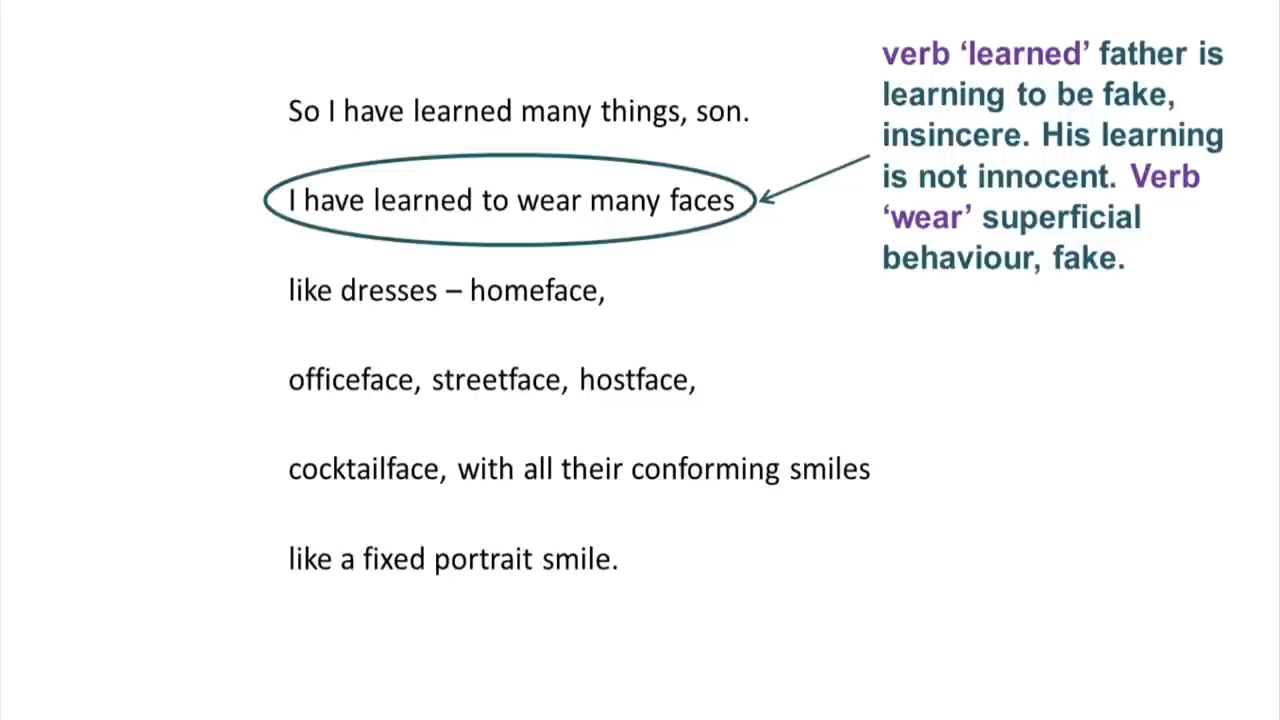 So I have learned many things, son.
I have learned to wear many faces
like dresses – homeface,
officeface, streetface, hostface,
cocktailface, with all their conforming smiles
like a fixed portrait smile.
verb ‘learned’ father is
learning to be fake,
insincere. His learning
is not innocent. Verb
‘wear’ superficial
behaviour, fake.